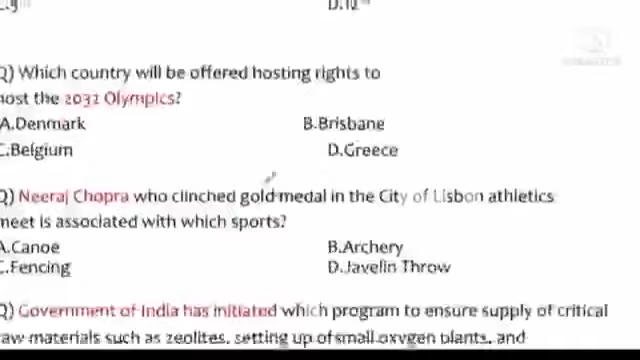 Q) Which country will be offered hosting rights to
host the 2032 Olympics?
A.Denmark B.Brisbane
C.Belgium D.Greece
Q) Neeraj Chopra who clinched gold medal in the City of Lisbon athletics
meet is associated with which sports?
A.Canoe B.Archery
C.Fencing D.Javelin Throw
Q) Government of India has initiated which program to ensure supply of critical
raw materials such as zeolites, setting up of small oxygen plants, and